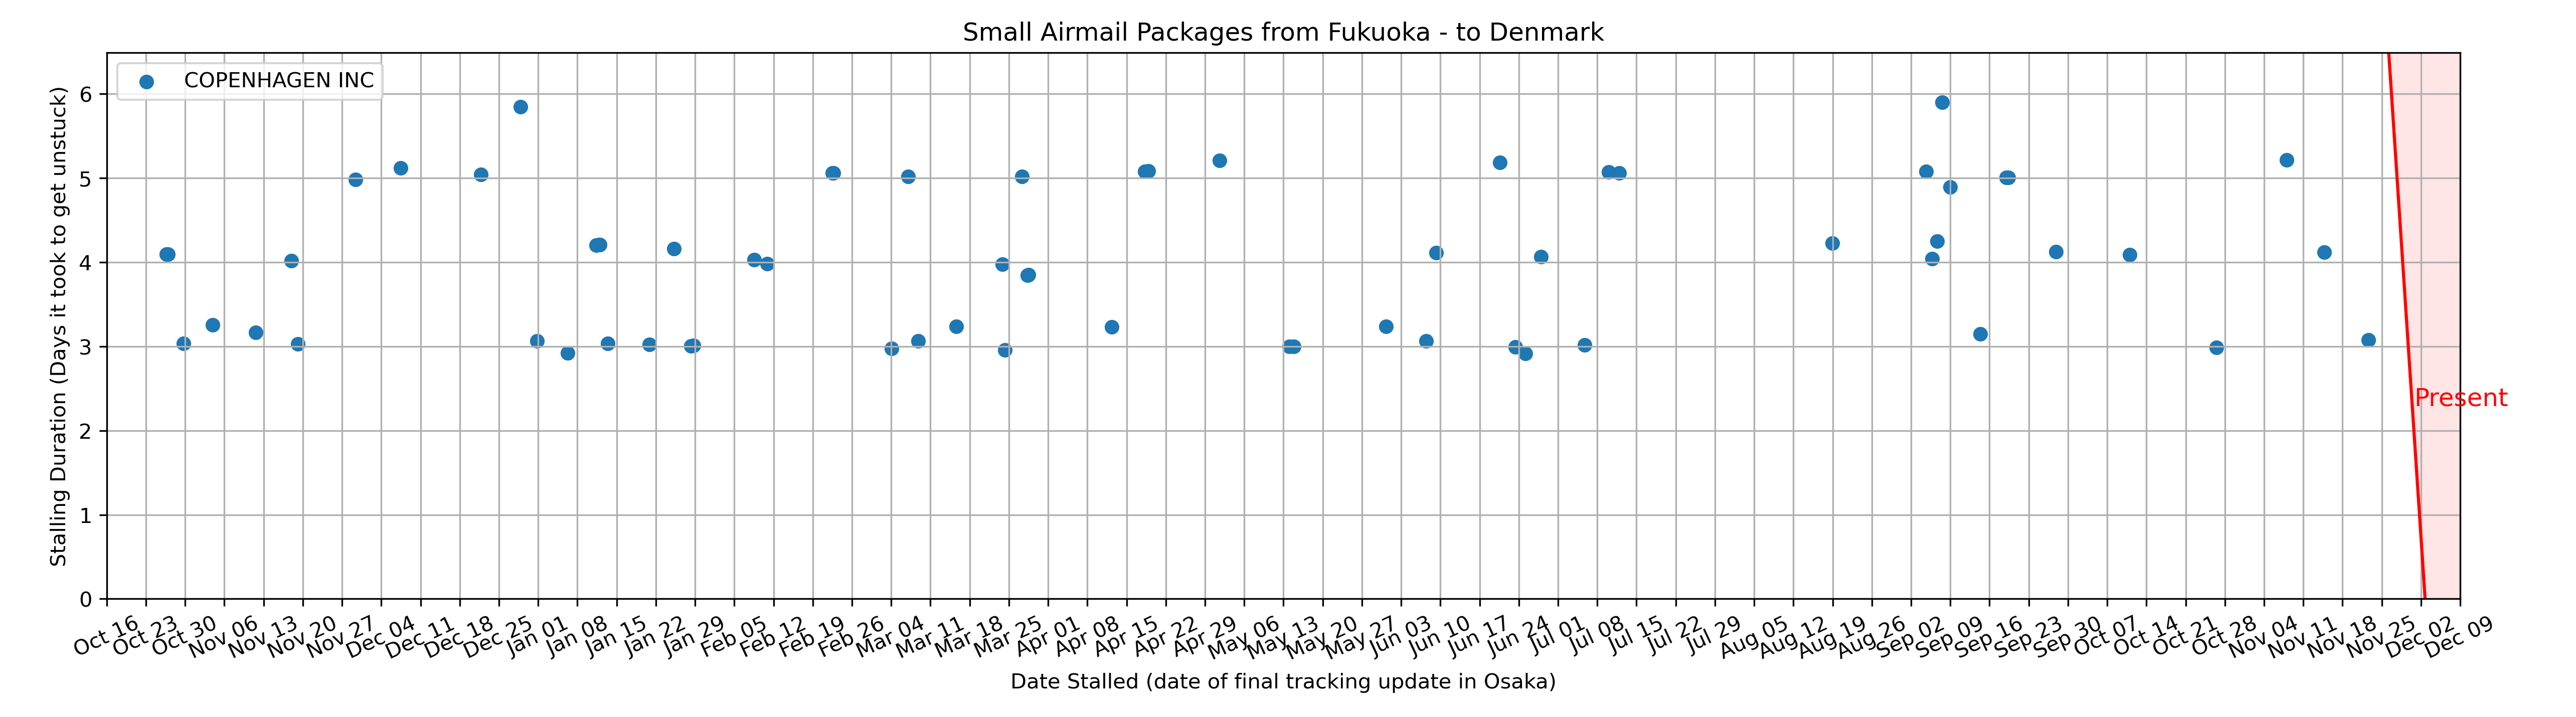 Small Airmail Packages from Fukuoka - to Denmark
COPENHAGEN INC
Stalling Duration (Days it took to get unstuck)
6
5
4
3
2
1
0
Present
Oct 16
Oct 23
Oct 30
Nov 06
Nov 13
Nov 20
Nov 27
Dec 04
Dec 11
Dec 18
Dec 25
Jan 01
Jan 08
Jan 15
Jan 22
Jan 29
Feb 05
Feb 12
Feb 19
Feb 26
Mar 04
Mar 11
Mar 18
Mar 25
Apr 01
Apr 08
Apr 15
Apr 22
Apr 29
May 06
May 13
May 20
May 27
Jun 03
Jun 10
Jun 17
Jun 24
Jul 01
Jul 08
Jul 15
Jul 22
Jul 29
Aug 05
Aug 12
Aug 19
Aug 26
Sep 02
Sep 09
Sep 16
Sep 23
Sep 30
Oct 07
Oct 14
Oct 21
Oct 28
Nov 04
Nov 11
Nov 18
Nov 25
Dec 02
Dec 09
Date Stalled (date of final tracking update in Osaka)